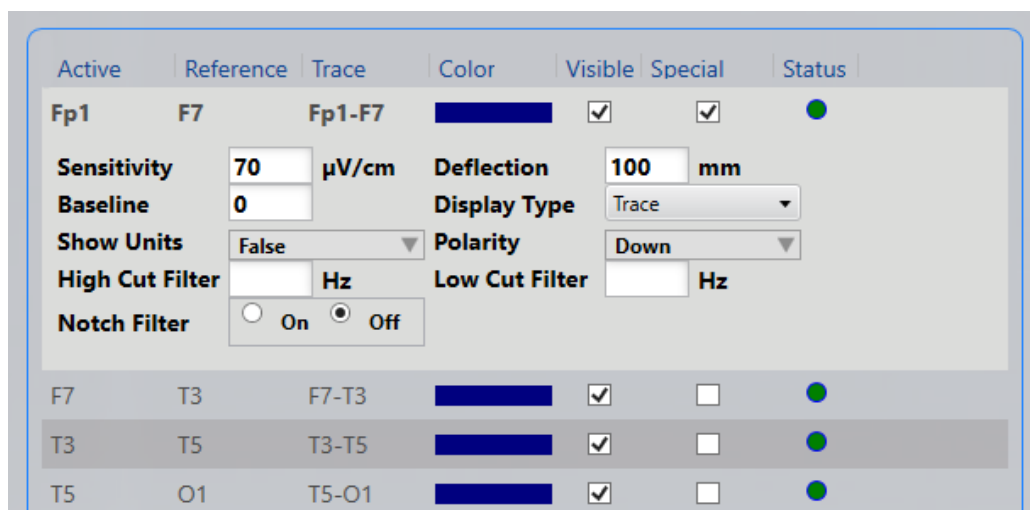 Active Reference Trace Color Visible Special Status
Fp1 F7 Fp1-F7
Sensitivity 70 µV/cm Deflection 100 mm
Baseline 0 Display Type Trace
Show Units False Polarity Down
High Cut Filter Hz Low Cut Filter Hz
Notch Filter On Off
F7 T3 F7-T3
T3 T5 T3-T5
T5 O1 T5-O1